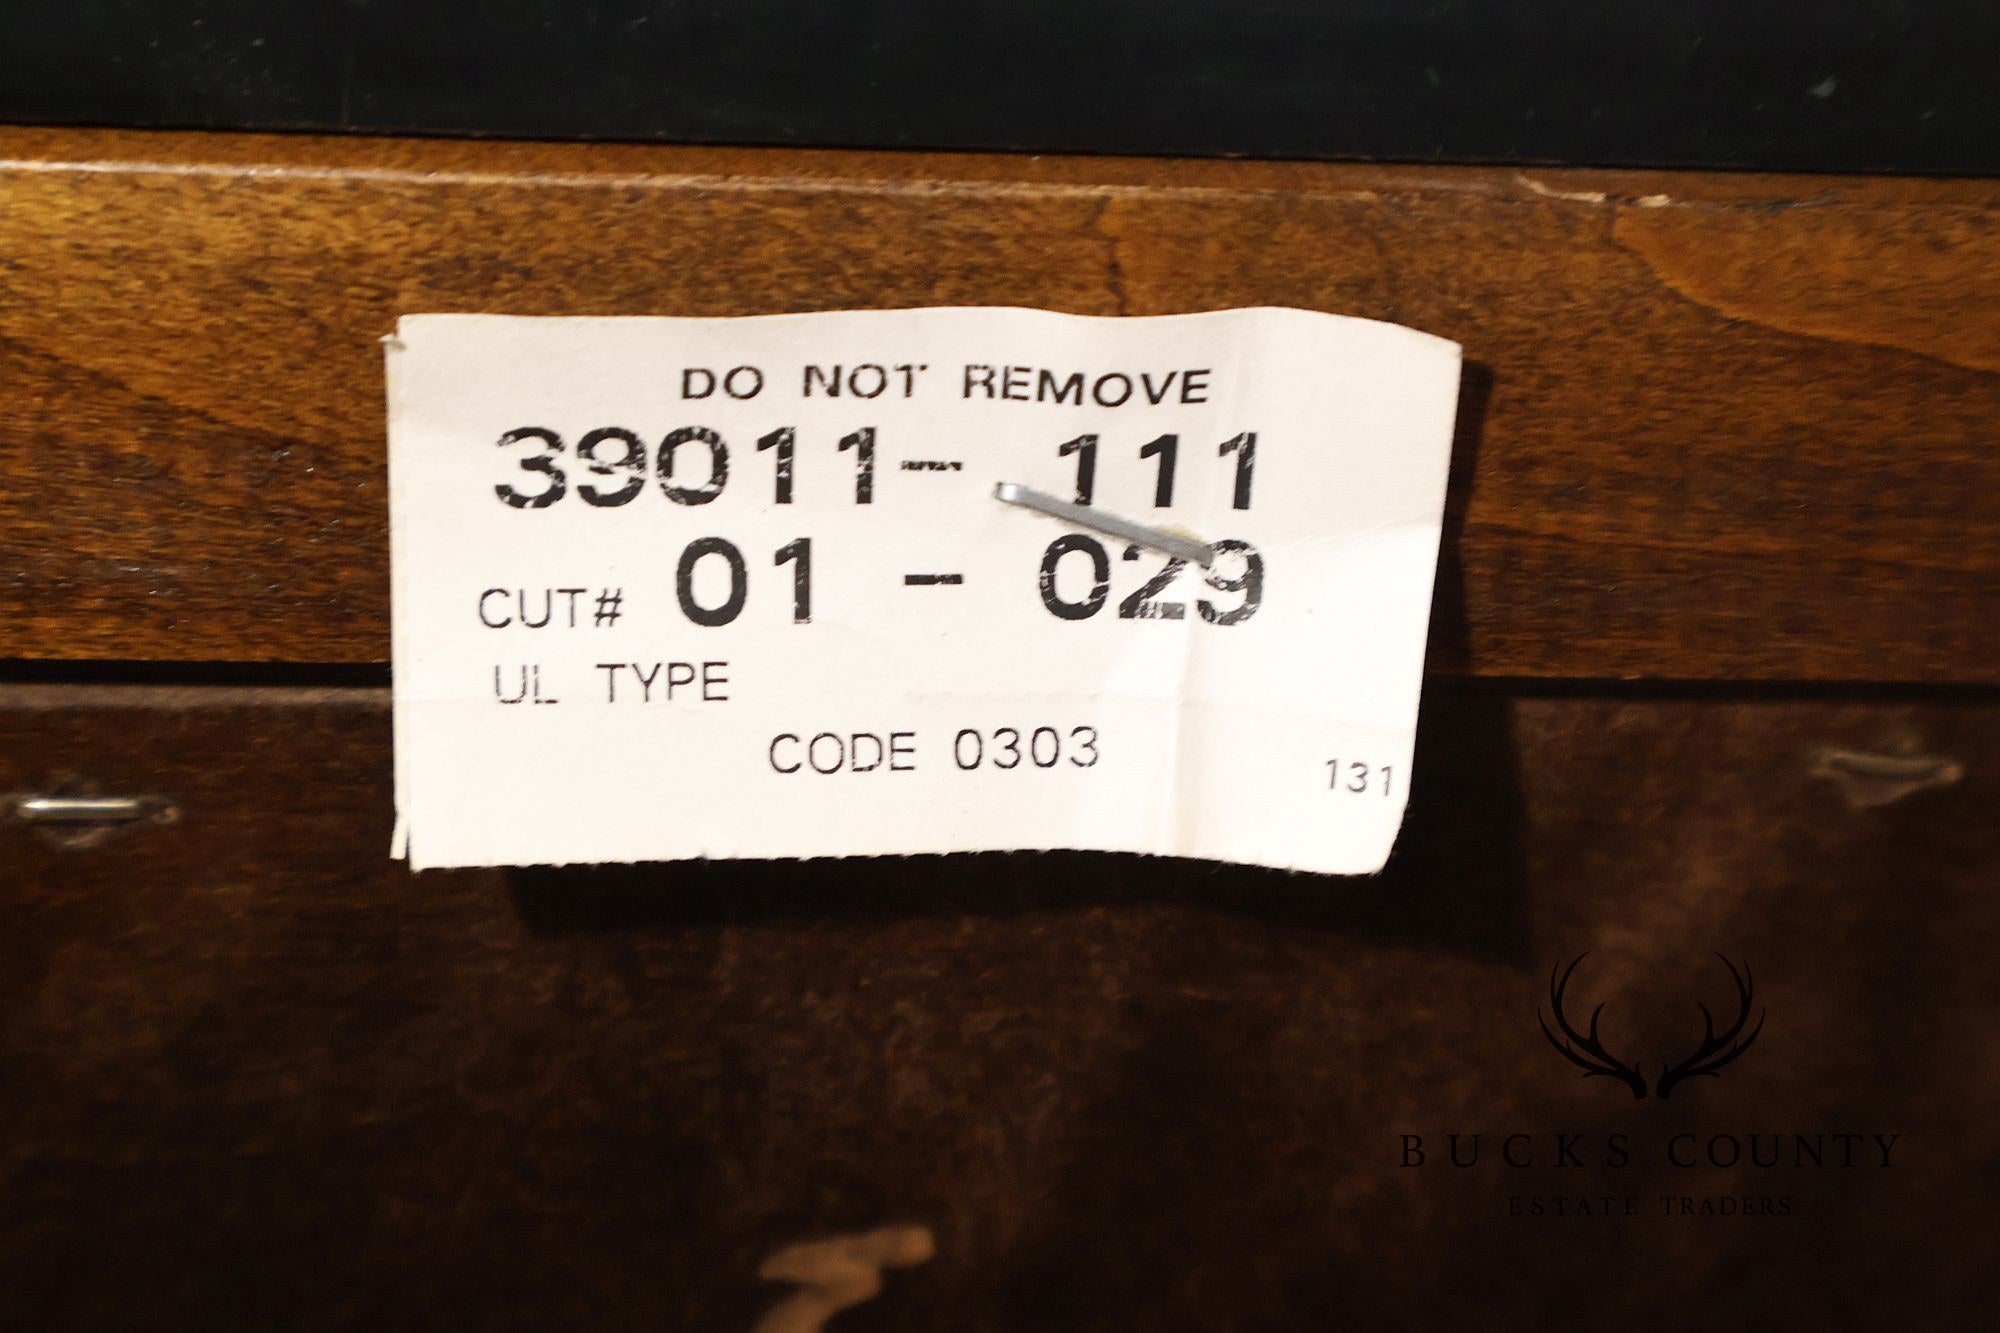 DO NOT REMOVE
39011- 111
CUT# 01 - 029
UL TYPE
CODE 0303
131
BUCKS COUNTY
ESTATE TRADERS